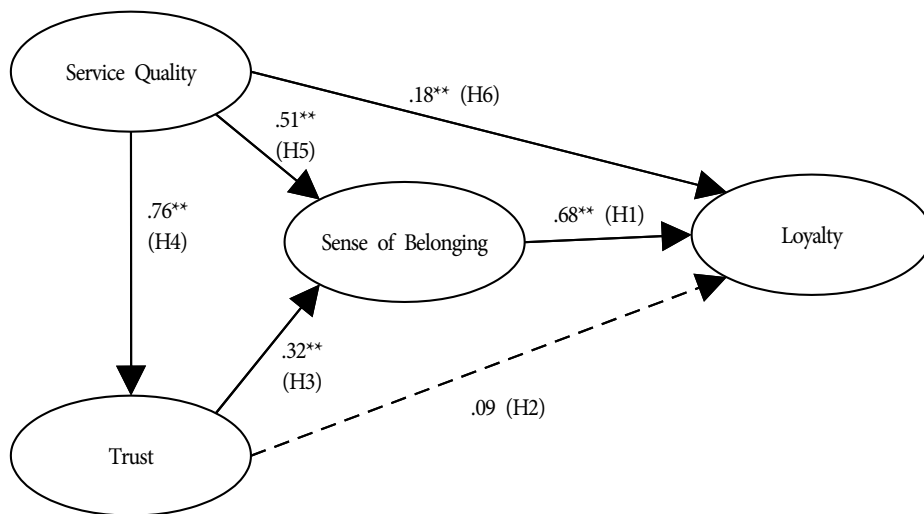 Service Quality
.18** (H6)
.51**
(H5)
.76**
(H4)
Sense of Belonging
.68** (H1)
Loyalty
.32**
(H3)
.09 (H2)
Trust